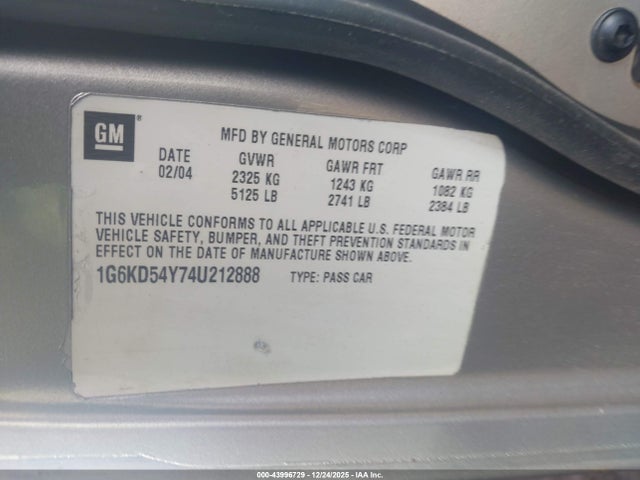 GM®
MFD BY GENERAL MOTORS CORP
DATE GVWR GAWR FRT GAWR RR
02/04 2325 KG 1243 KG 1082 KG
5125 LB 2741 LB 2384 LB
THIS VEHICLE CONFORMS TO ALL APPLICABLE U.S. FEDERAL MOTOR
VEHICLE SAFETY, BUMPER, AND THEFT PREVENTION STANDARDS IN
EFFECT ON THE DATE OF MANUFACTURE SHOWN ABOVE.
1G6KD54Y74U212888 TYPE: PASS CAR
000-43996729 - 12/24/2025 - IAAI.com